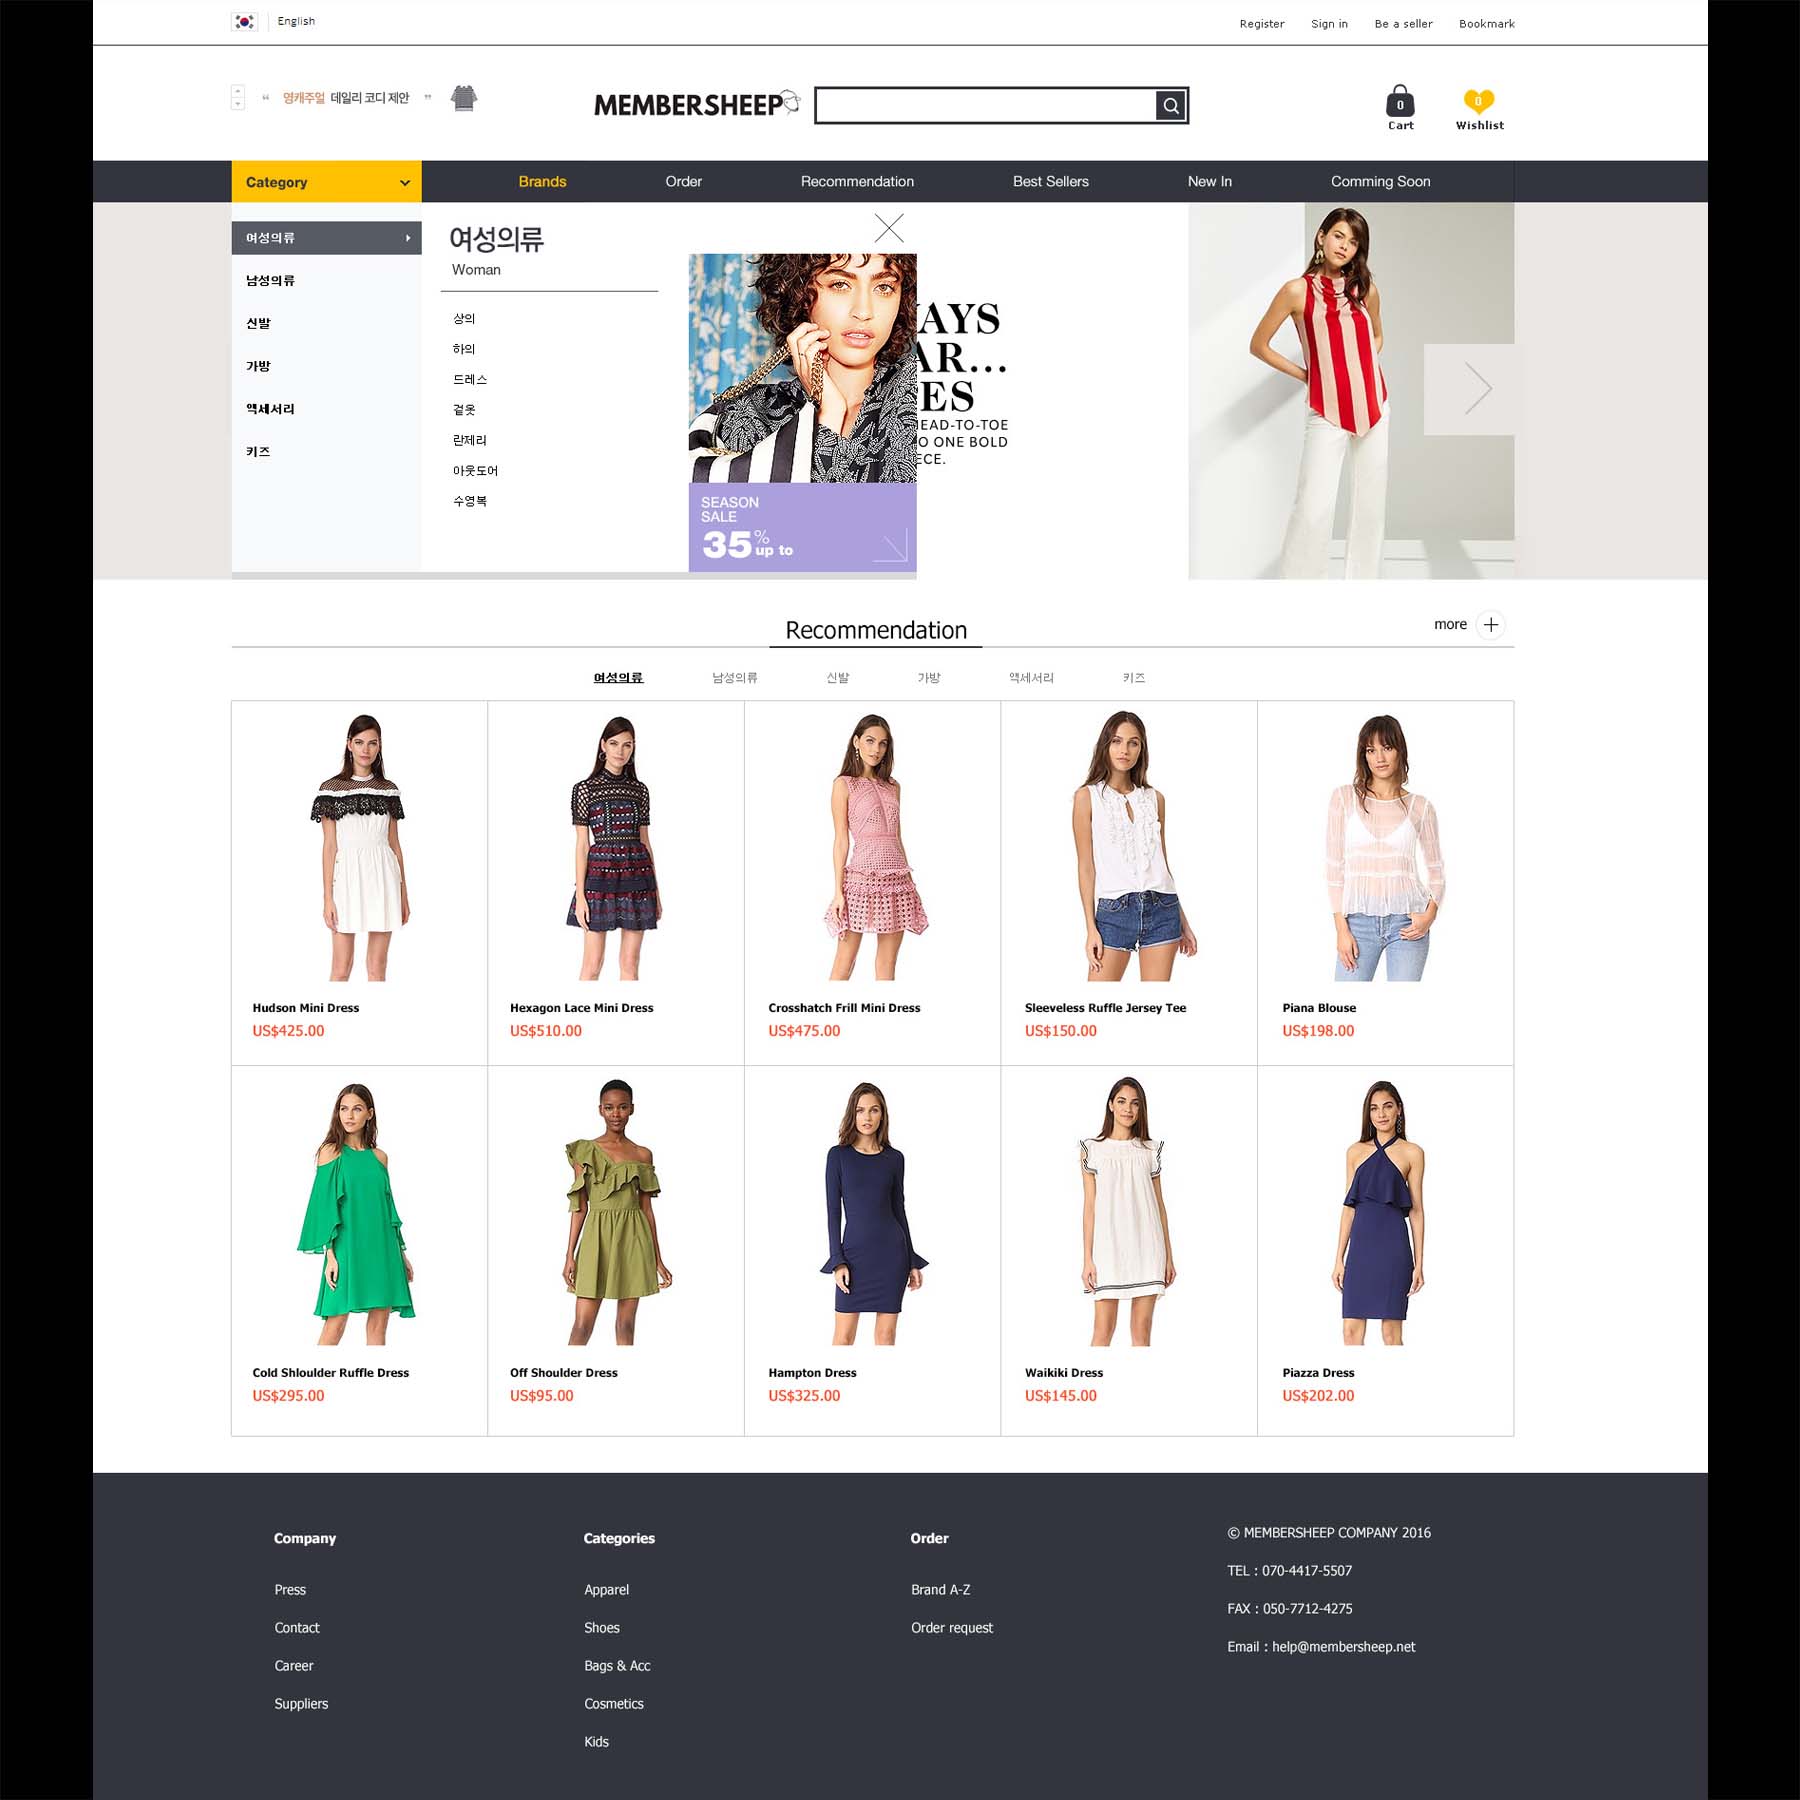 English
Register Sign in Be a seller Bookmark
“ 영캐주얼 데일리 코디 제안 ”
MEMBERSHEEP
0
Cart
0
Wishlist
Category
Brands Order Recommendation Best Sellers New In Comming Soon
여성의류
남성의류
신발
가방
액세서리
키즈
여성의류
Woman
상의
하의
드레스
겉옷
란제리
아웃도어
수영복
SEASON
SALE
35% up to
AYS
AR...
ES
EAD-TO-TOE
O ONE BOLD
ECE.
Recommendation
more
여성의류 남성의류 신발 가방 액세서리 키즈
Hudson Mini Dress
US$425.00
Hexagon Lace Mini Dress
US$510.00
Crosshatch Frill Mini Dress
US$475.00
Sleeveless Ruffle Jersey Tee
US$150.00
Piana Blouse
US$198.00
Cold Shloulder Ruffle Dress
US$295.00
Off Shoulder Dress
US$95.00
Hampton Dress
US$325.00
Waikiki Dress
US$145.00
Piazza Dress
US$202.00
Company
Press
Contact
Career
Suppliers
Categories
Apparel
Shoes
Bags & Acc
Cosmetics
Kids
Order
Brand A-Z
Order request
© MEMBERSHEEP COMPANY 2016
TEL : 070-4417-5507
FAX : 050-7712-4275
Email : help@membersheep.net